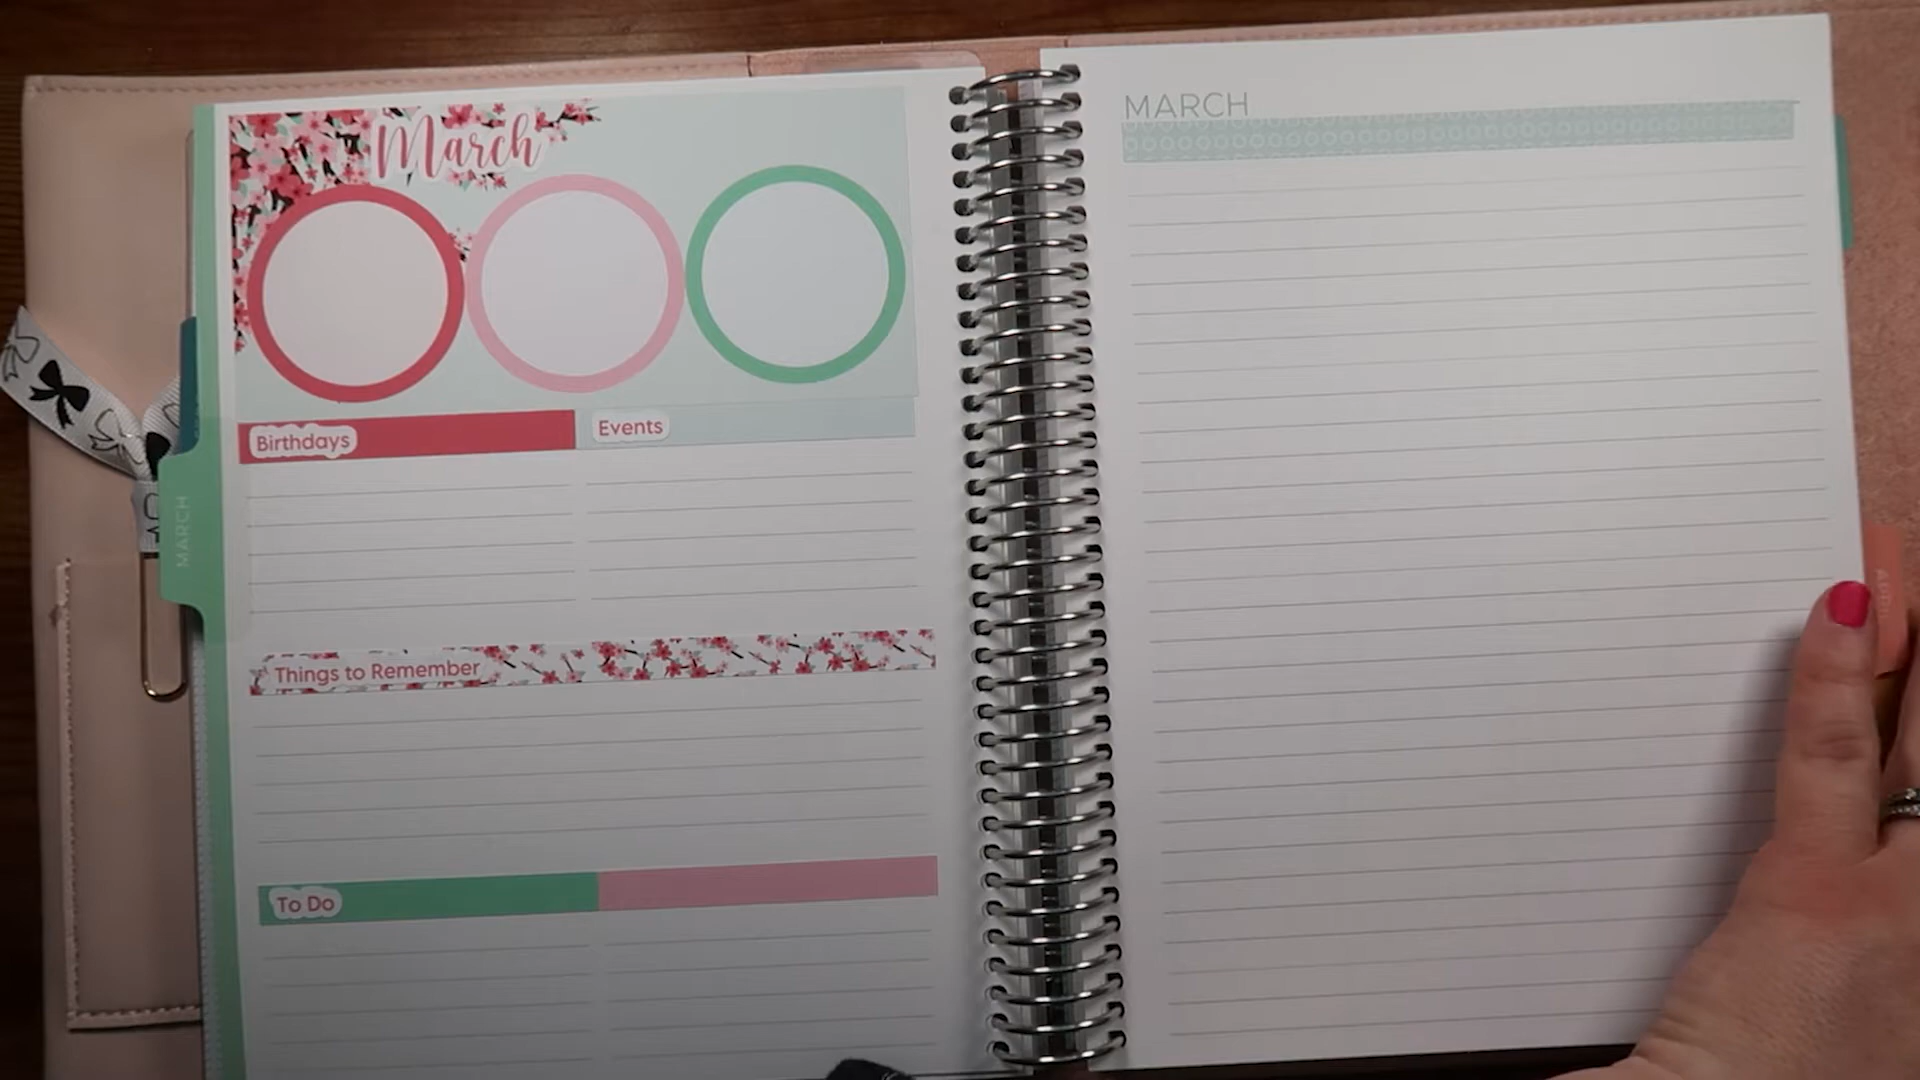 March
Birthdays
Events
Things to Remember
To Do
MARCH
MARCH